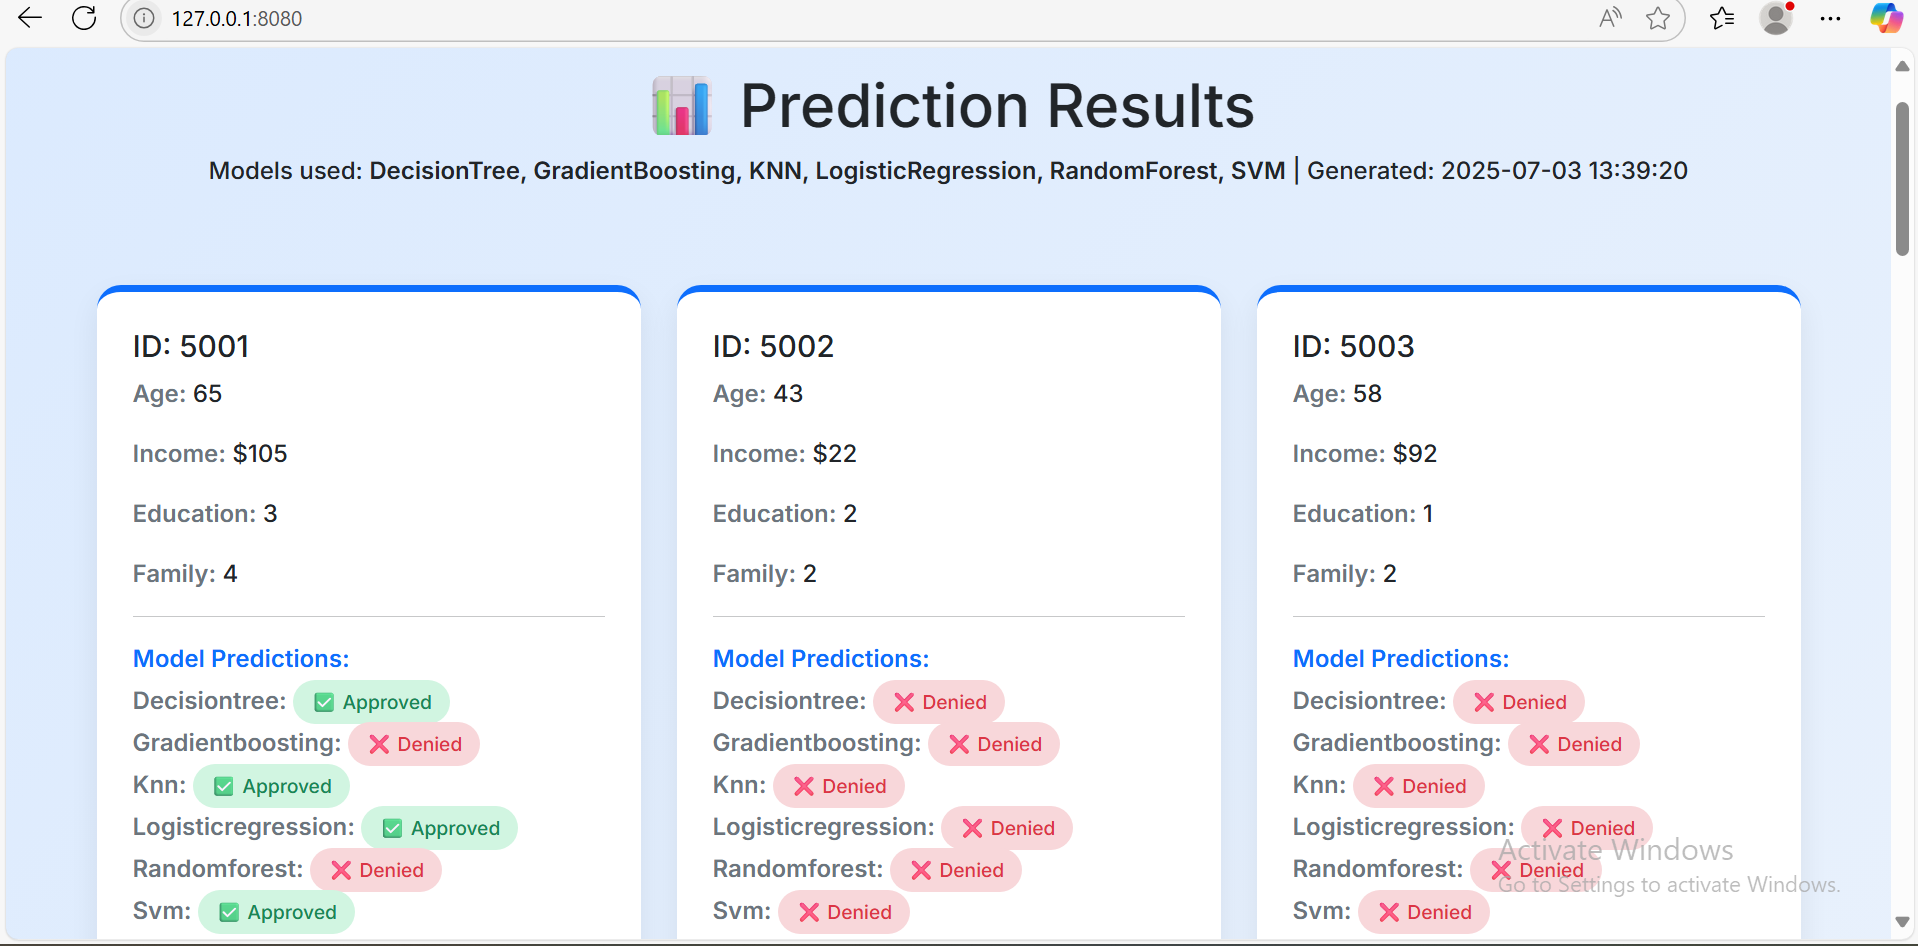 127.0.0.1:8080
Prediction Results
Models used: DecisionTree, GradientBoosting, KNN, LogisticRegression, RandomForest, SVM | Generated: 2025-07-03 13:39:20
ID: 5001
Age: 65
Income: $105
Education: 3
Family: 4
Model Predictions:
Decisiontree: Approved
Gradientboosting: Denied
Knn: Approved
Logisticregression: Approved
Randomforest: Denied
Svm: Approved
ID: 5002
Age: 43
Income: $22
Education: 2
Family: 2
Model Predictions:
Decisiontree: Denied
Gradientboosting: Denied
Knn: Denied
Logisticregression: Denied
Randomforest: Denied
Svm: Denied
ID: 5003
Age: 58
Income: $92
Education: 1
Family: 2
Model Predictions:
Decisiontree: Denied
Gradientboosting: Denied
Knn: Denied
Logisticregression: Denied
Randomforest: Denied
Svm: Denied
Activate Windows
Go to Settings to activate Windows.